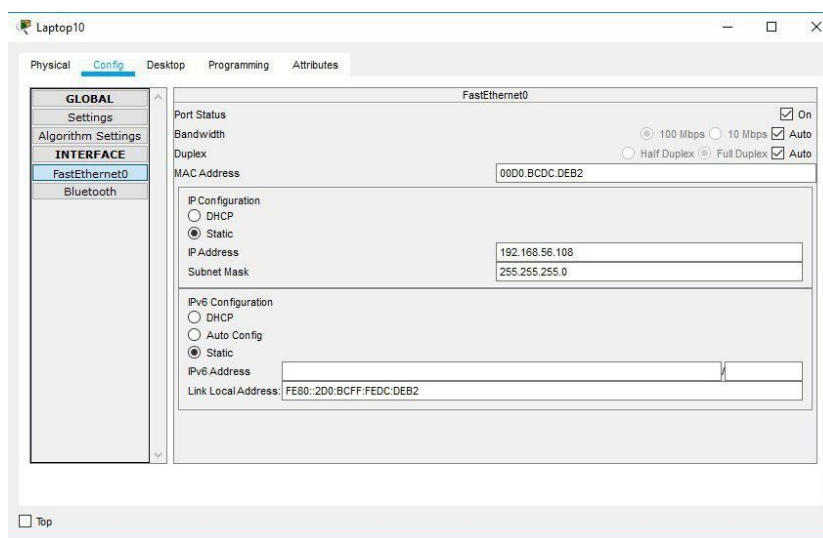 Laptop10
Physical Config Desktop Programming Attributes
GLOBAL
Settings
Algorithm Settings
INTERFACE
FastEthernet0
Bluetooth
FastEthernet0
Port Status On
Bandwidth 100 Mbps 10 Mbps Auto
Duplex Half Duplex Full Duplex Auto
MAC Address 00D0.BCDC.DEB2
IP Configuration
DHCP
Static
IP Address 192.168.56.108
Subnet Mask 255.255.255.0
IPv6 Configuration
DHCP
Auto Config
Static
IPv6 Address /
Link Local Address: FE80::2D0:BCFF:FEDC:DEB2
Top